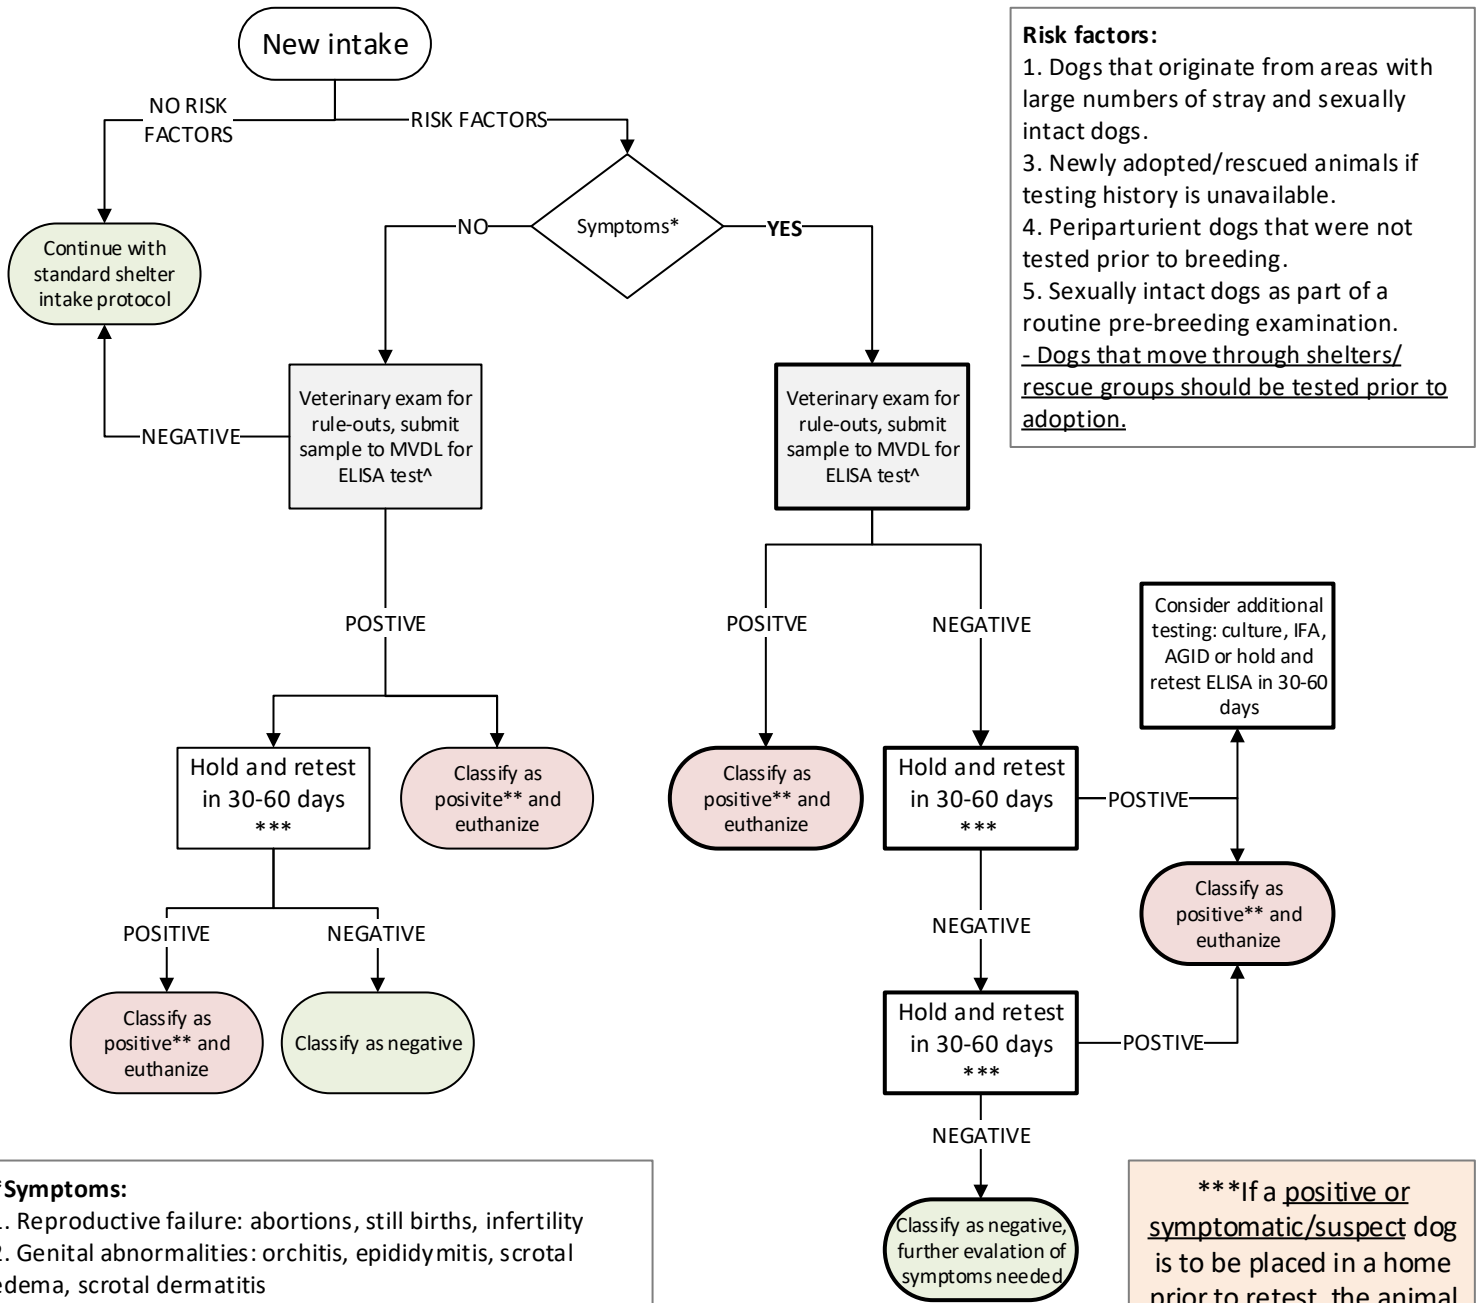 New intake
NO RISK
FACTORS
RISK FACTORS
Risk factors:
1. Dogs that originate from areas with
large numbers of stray and sexually
intact dogs.
3. Newly adopted/rescued animals if
testing history is unavailable.
4. Periparturient dogs that were not
tested prior to breeding.
5. Sexually intact dogs as part of a
routine pre-breeding examination.
- Dogs that move through shelters/
rescue groups should be tested prior to
adoption.
Continue with
standard shelter
intake protocol
NO
Symptoms*
YES
Veterinary exam for
rule-outs, submit
sample to MVDL for
ELISA test^
NEGATIVE
Veterinary exam for
rule-outs, submit
sample to MVDL for
ELISA test^
POSTIVE
POSITVE
NEGATIVE
Consider additional
testing: culture, IFA,
AGID or hold and
retest ELISA in 30-60
days
Hold and retest
in 30-60 days
***
Classify as
posivite** and
euthanize
Classify as
positive** and
euthanize
Hold and retest
in 30-60 days
***
POSTIVE
Classify as
positive** and
euthanize
POSITIVE
NEGATIVE
NEGATIVE
Classify as
positive** and
euthanize
Classify as negative
Hold and retest
in 30-60 days
***
POSTIVE
NEGATIVE
Classify as negative,
further evalation of
symptoms needed
*Symptoms:
1. Reproductive failure: abortions, still births, infertility
2. Genital abnormalities: orchitis, epididymitis, scrotal
edema, scrotal dermatitis
***If a positive or
symptomatic/suspect dog
is to be placed in a home
prior to retest, the animal